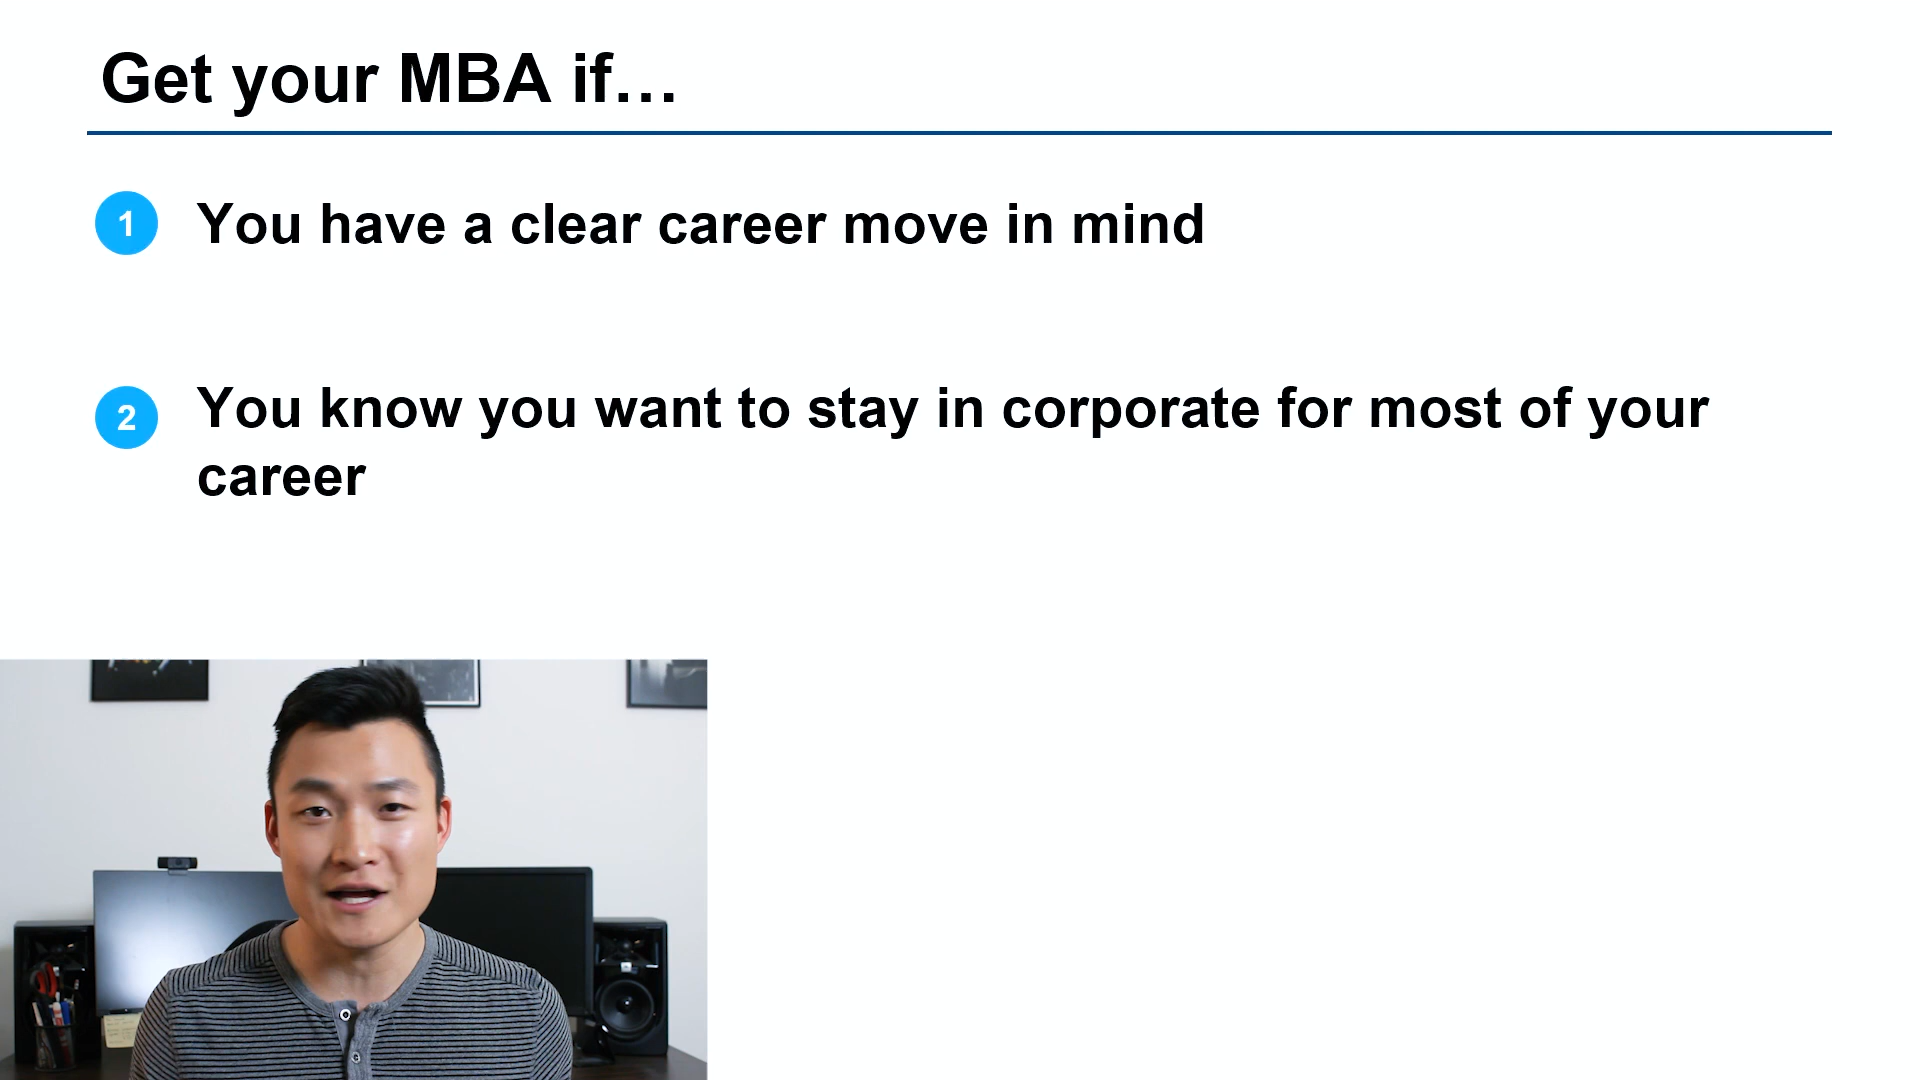 Get your MBA if…
1 You have a clear career move in mind
2 You know you want to stay in corporate for most of your
career